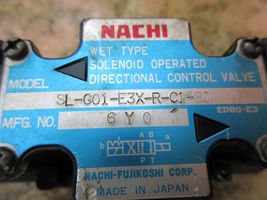 NACHI
WET TYPE
SOLENOID OPERATED
DIRECTIONAL CONTROL VALVE
MODEL
SL-G01-E3X-R-C1-
ED80-E3
MFG. NO. 6Y0
A B
P T
NACHI-FUJIKOSHI CORP.
MADE IN JAPAN